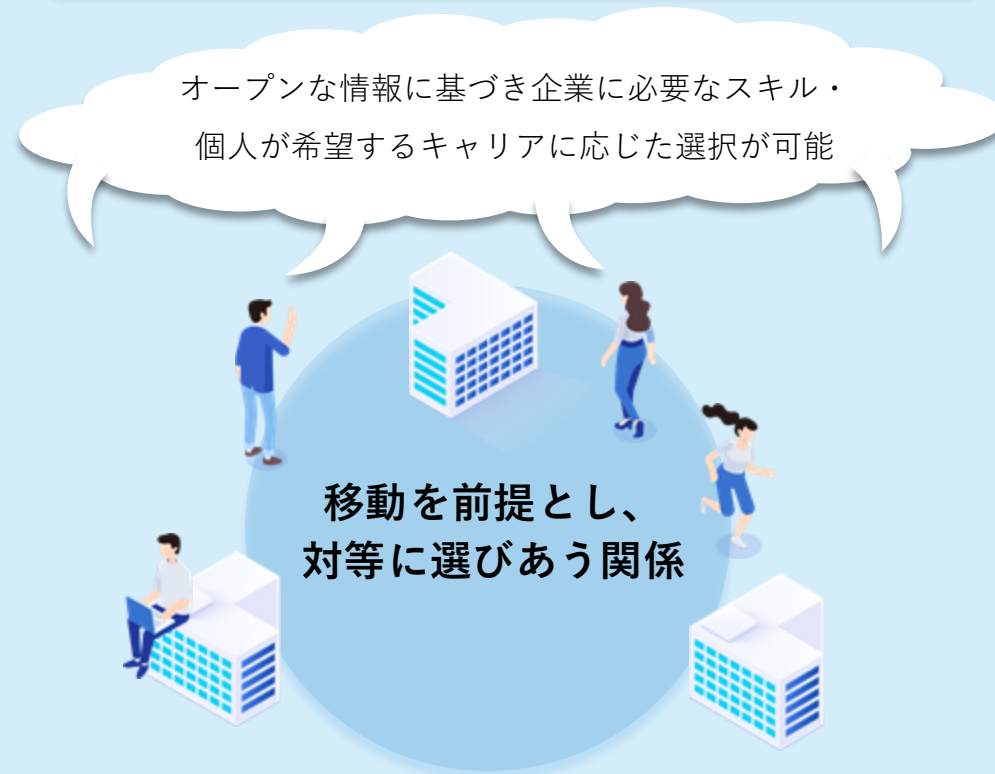 オープンな情報に基づき企業に必要なスキル・
個人が希望するキャリアに応じた選択が可能
移動を前提とし、
対等に選びあう関係